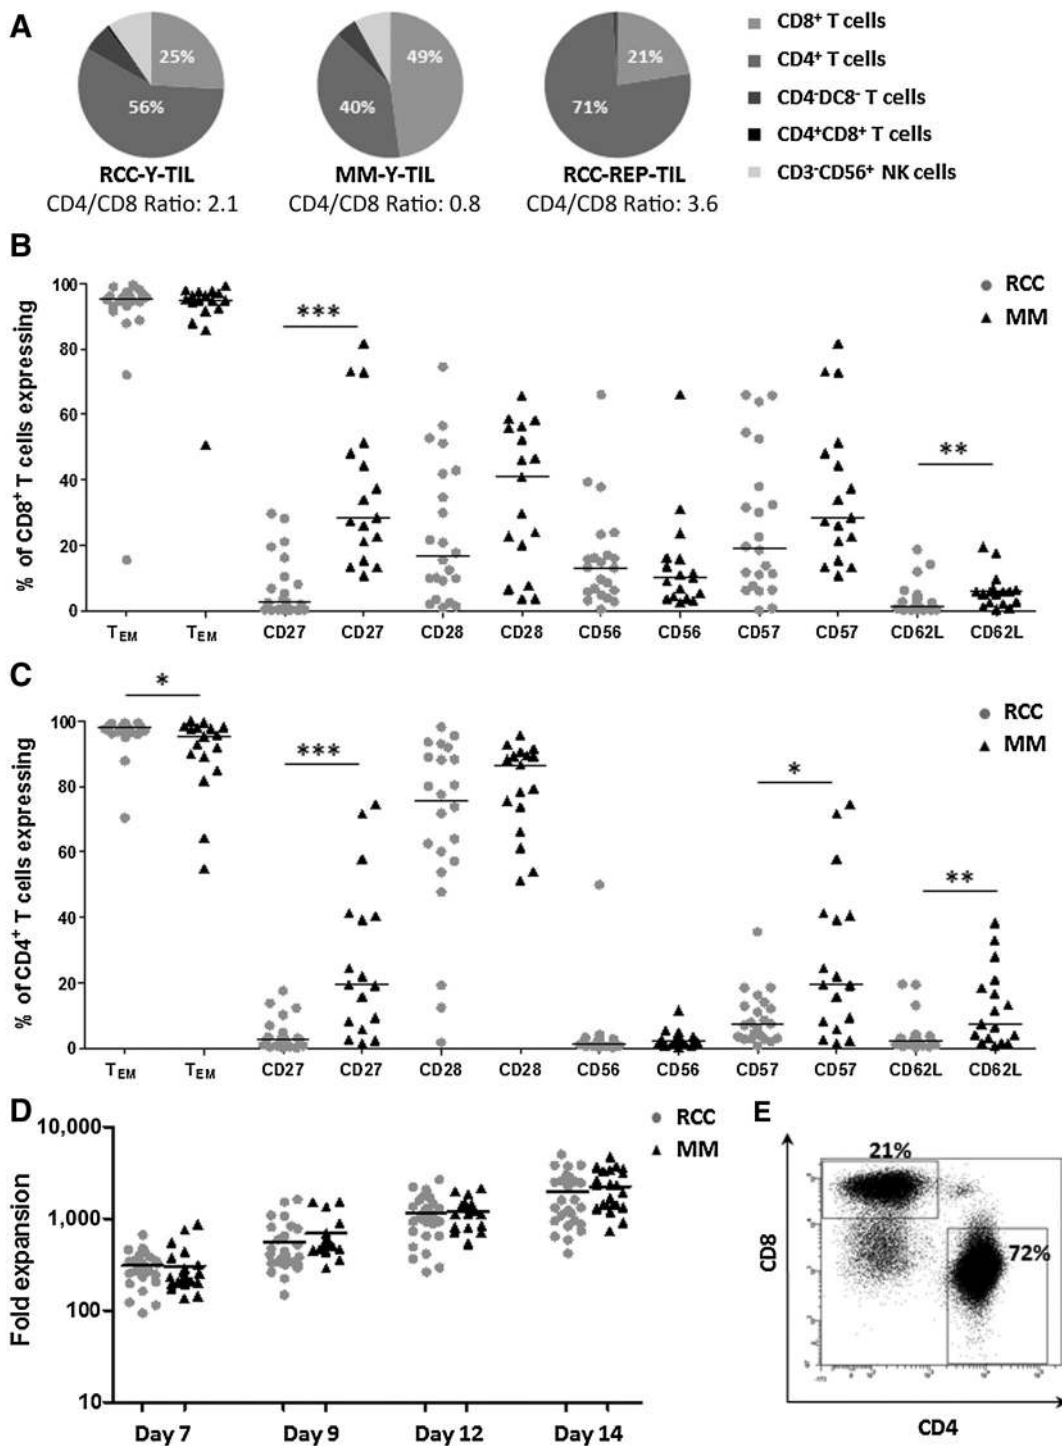 A
25%
56%
RCC-Y-TIL
CD4/CD8 Ratio: 2.1
49%
40%
MM-Y-TIL
CD4/CD8 Ratio: 0.8
21%
71%
RCC-REP-TIL
CD4/CD8 Ratio: 3.6
CD8⁺ T cells
CD4⁺ T cells
CD4⁻DC8⁻ T cells
CD4⁺CD8⁺ T cells
CD3⁻CD56⁺ NK cells
B
% of CD8⁺ T cells expressing
100
80
60
40
20
0
***
**
RCC
MM
TEM TEM CD27 CD27 CD28 CD28 CD56 CD56 CD57 CD57 CD62L CD62L
C
% of CD4⁺ T cells expressing
100
80
60
40
20
0
*
***
*
**
RCC
MM
TEM TEM CD27 CD27 CD28 CD28 CD56 CD56 CD57 CD57 CD62L CD62L
D
Fold expansion
10,000
1,000
100
10
RCC
MM
Day 7 Day 9 Day 12 Day 14
E
CD8
21%
72%
CD4